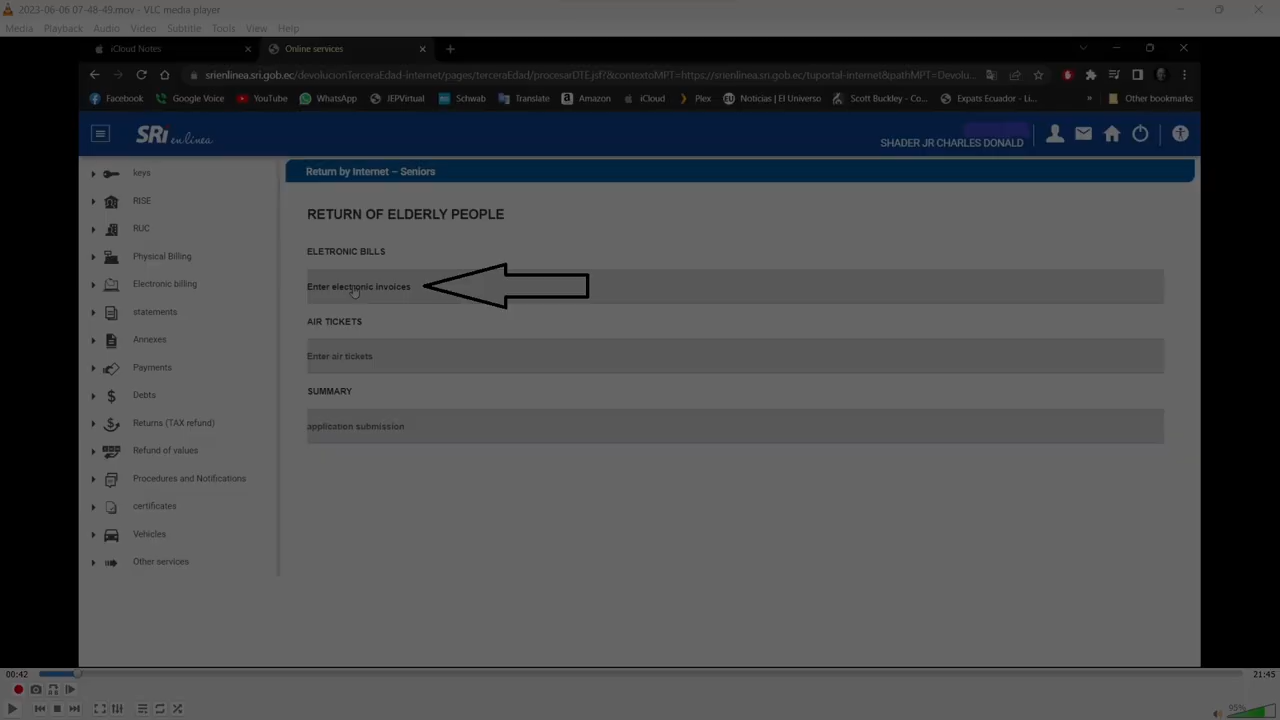 2023-06-06 07-48-49.mov - VLC media player
Media Playback Audio Video Subtitle Tools View Help
iCloud Notes
Online services
srienlinea.sri.gob.ec/devolucionTerceraEdad-internet/pages/terceraEdad/procesarDTE.jsf?&contextoMPT=https://srienlinea.sri.gob.ec/tuportal-internet&pathMPT=Devolu...
Facebook Google Voice YouTube WhatsApp JEPVirtual Schwab Translate Amazon iCloud Plex Noticias | El Universo Scott Buckley - Co... Expats Ecuador - Li... » Other bookmarks
SRi en línea
SHADER JR CHARLES DONALD
keys
RISE
RUC
Physical Billing
Electronic billing
statements
Annexes
Payments
Debts
Returns (TAX refund)
Refund of values
Procedures and Notifications
certificates
Vehicles
Other services
Return by Internet – Seniors
RETURN OF ELDERLY PEOPLE
ELETRONIC BILLS
Enter electronic invoices
AIR TICKETS
Enter air tickets
SUMMARY
application submission
00:42
21:45
95%